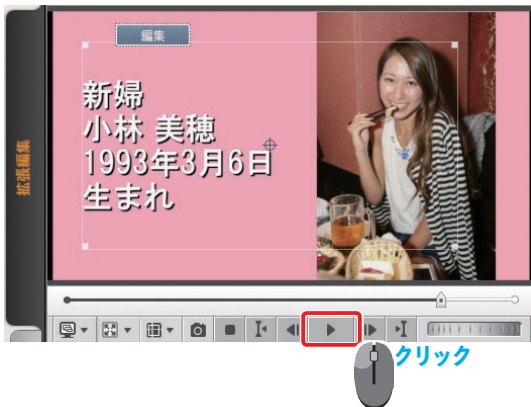 編集
新婦
小林 美穂
1993年3月6日
生まれ
拡張編集
クリック